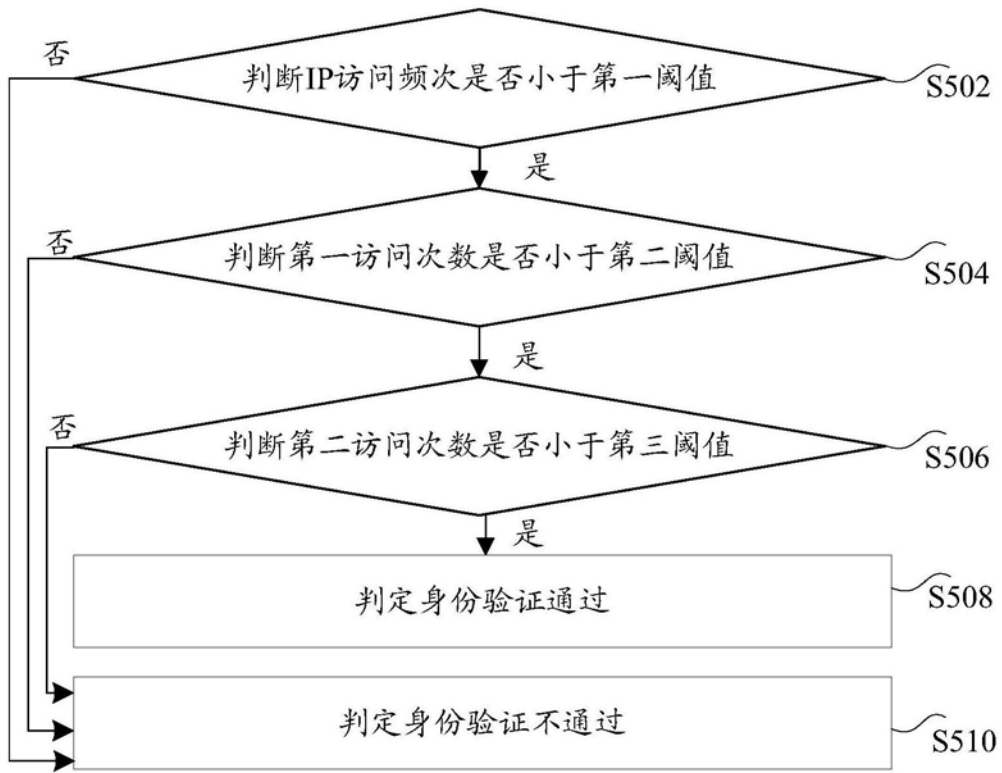 否
判断IP访问频次是否小于第一阈值
S502
是
否
判断第一访问次数是否小于第二阈值
S504
是
否
判断第二访问次数是否小于第三阈值
S506
是
判定身份验证通过
S508
判定身份验证不通过
S510